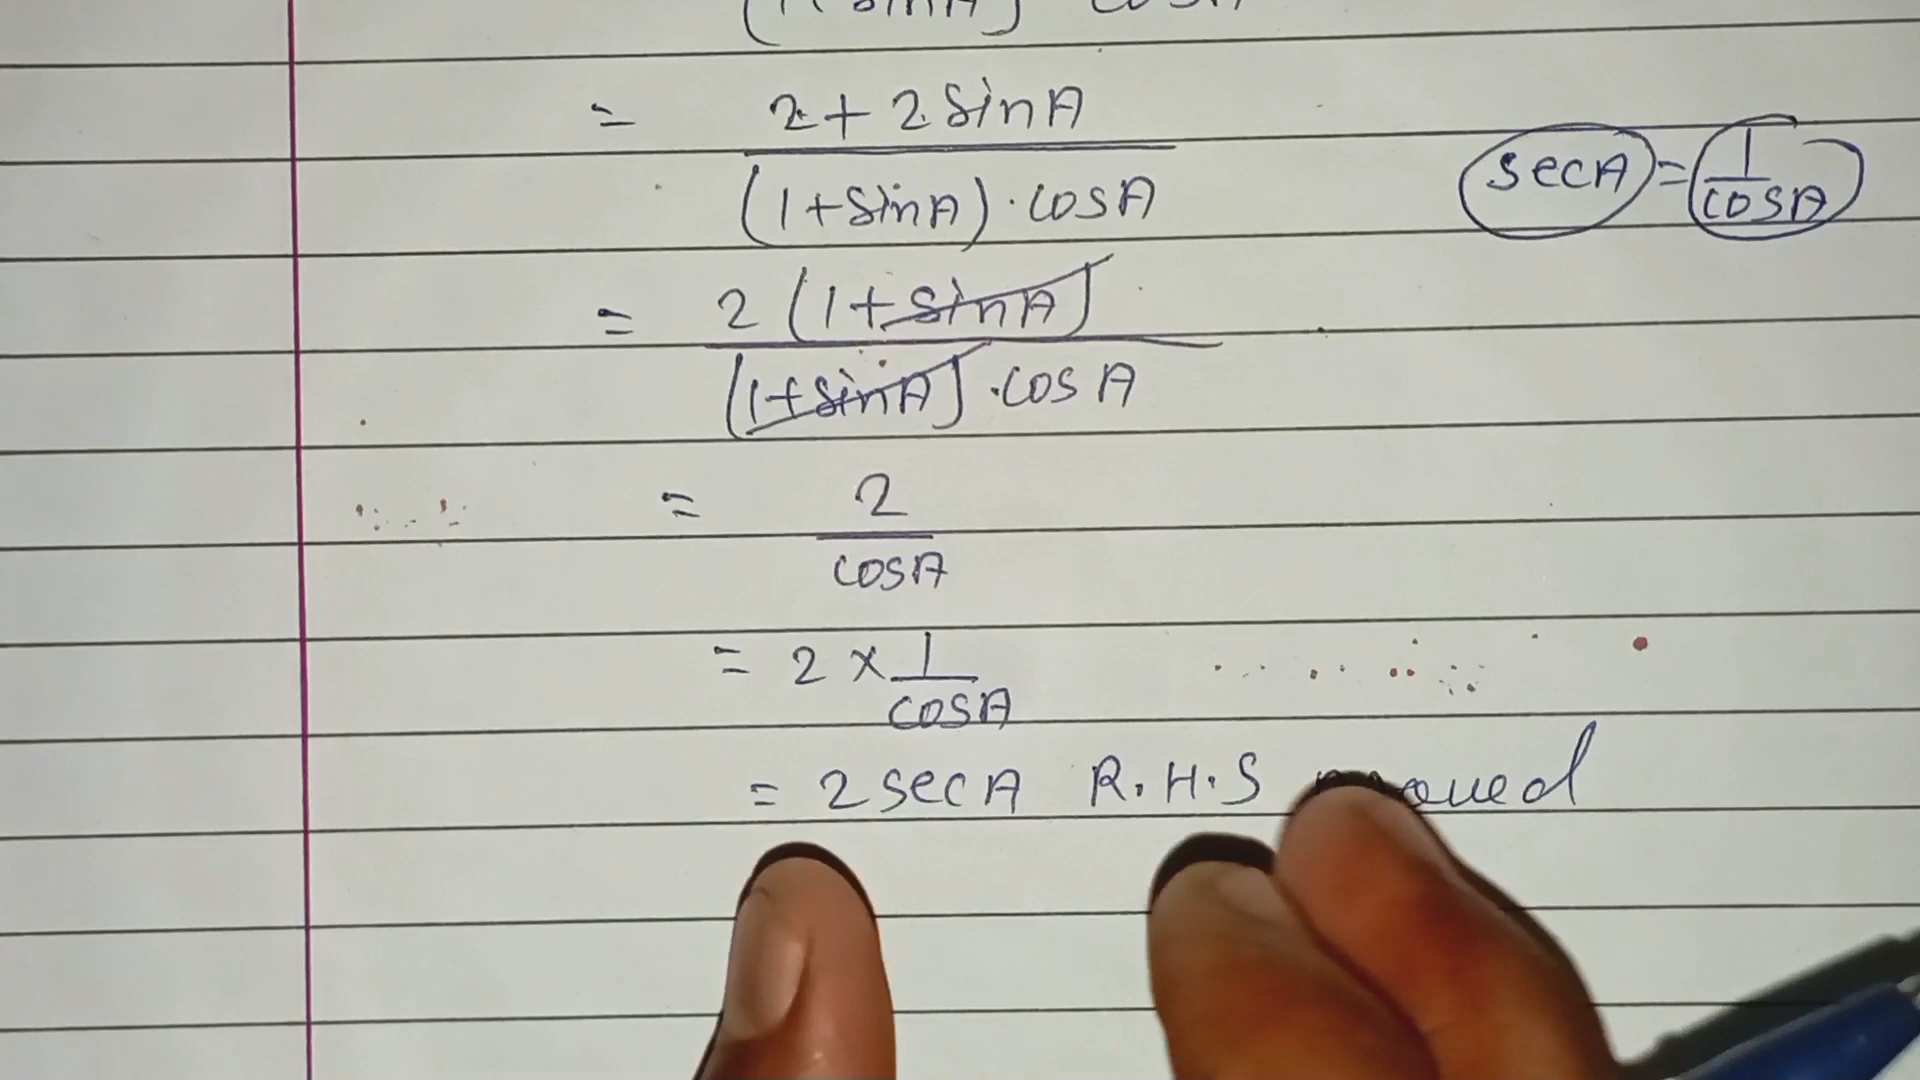 = 2 + 2 sinA
(1+sinA) · cosA
secA = 1
cosA
= 2 (1+sinA)
(1+sinA) · cosA
= 2
cosA
= 2 × 1
cosA
= 2 secA R.H.S